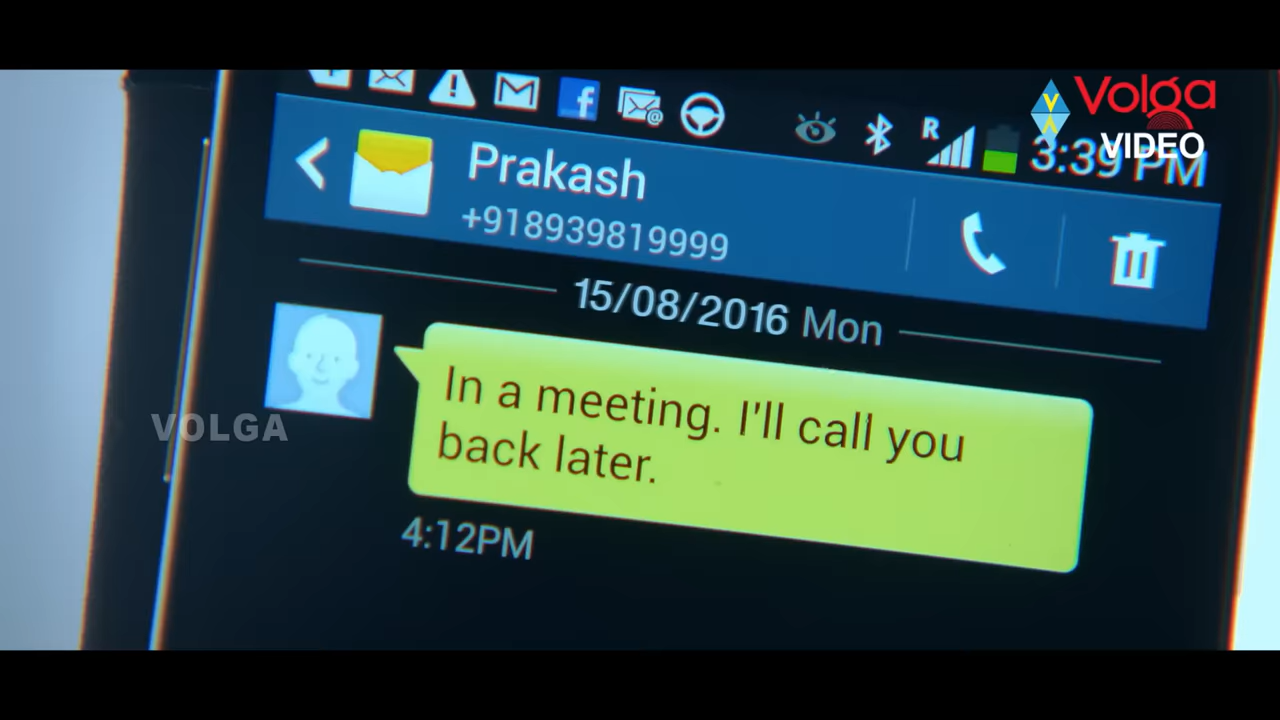 Volga
VIDEO
R
3:39 PM
Prakash
+918939819999
15/08/2016 Mon
In a meeting. I'll call you
back later.
VOLGA
4:12PM